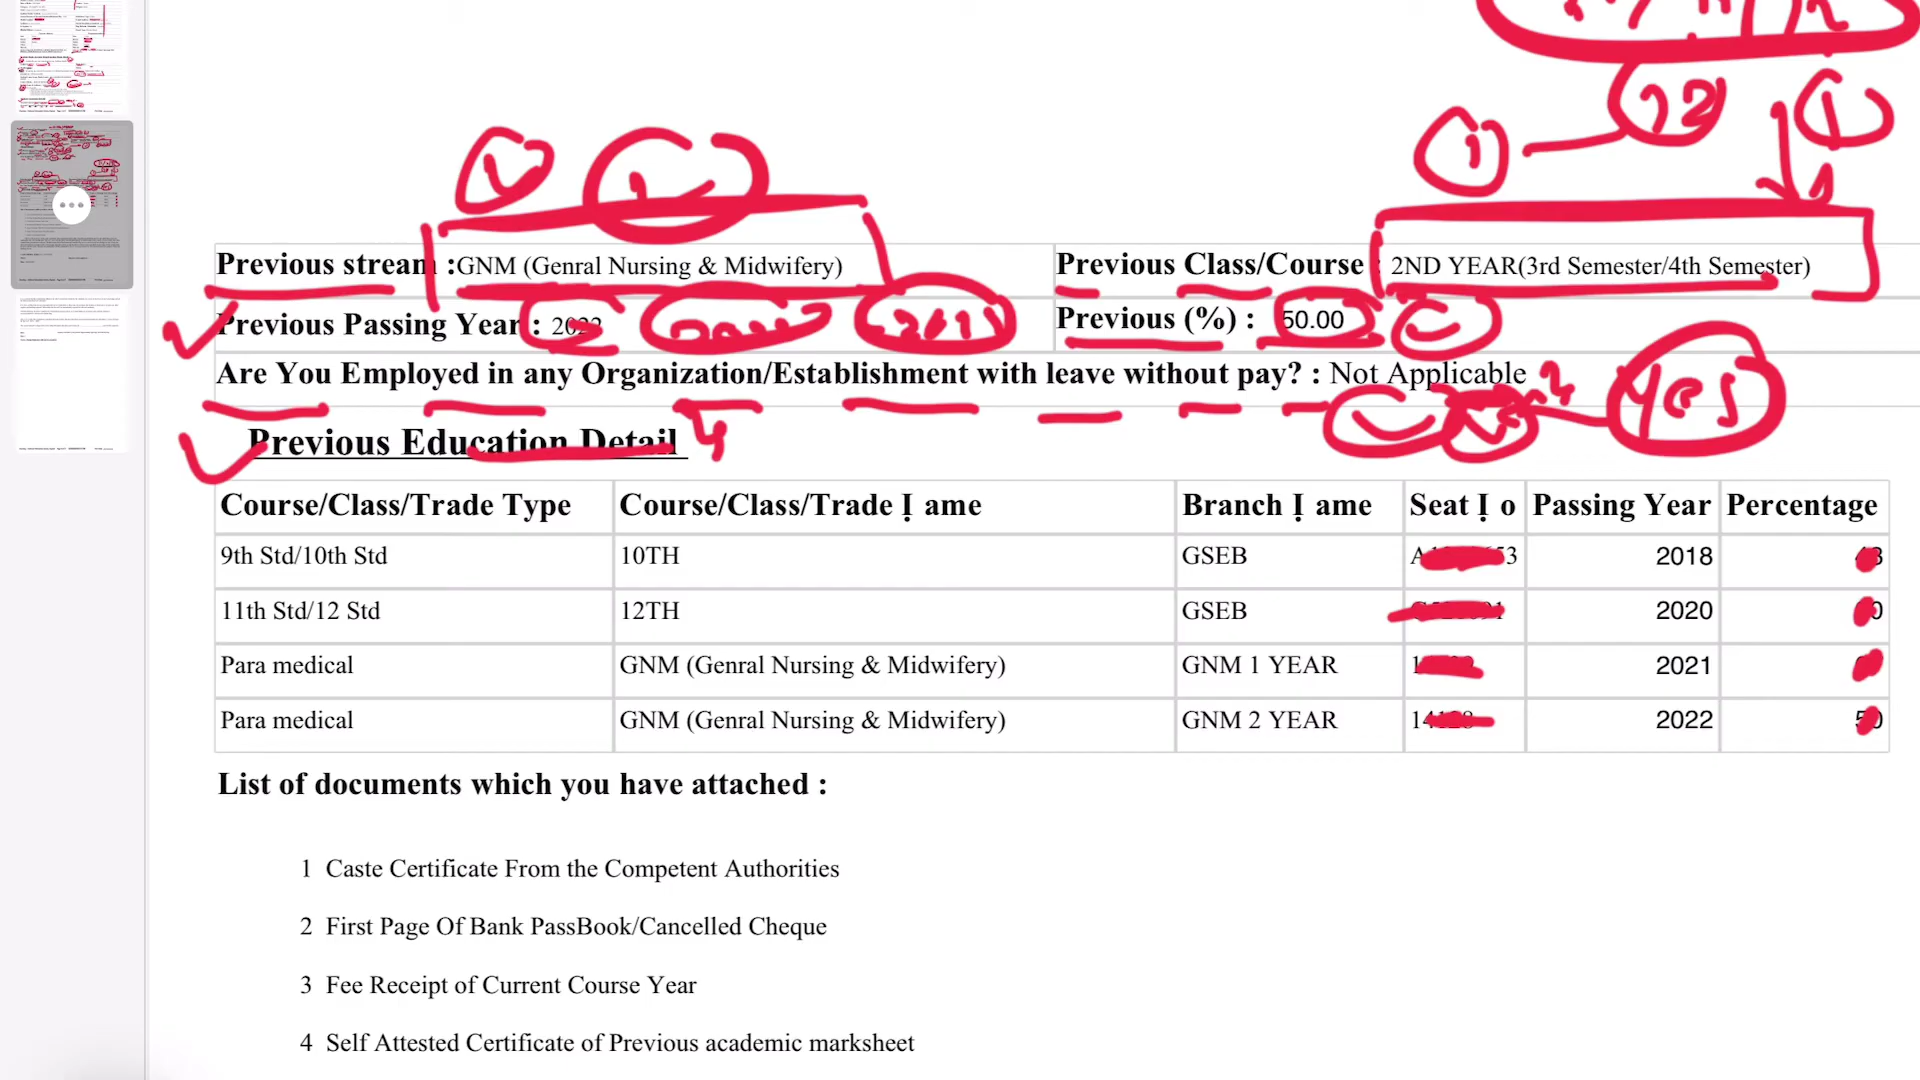 12
1
Previous stream :GNM (Genral Nursing & Midwifery) Previous Class/Course : 2ND YEAR(3rd Semester/4th Semester)
Previous Passing Year : 2022 Previous (%) : 50.00
Are You Employed in any Organization/Establishment with leave without pay? : Not Applicable
yes
Previous Education Detail
Course/Class/Trade Type Course/Class/Trade Ị ame Branch Ị ame Seat Ị o Passing Year Percentage
9th Std/10th Std 10TH GSEB 2018
11th Std/12 Std 12TH GSEB 2020
Para medical GNM (Genral Nursing & Midwifery) GNM 1 YEAR 2021
Para medical GNM (Genral Nursing & Midwifery) GNM 2 YEAR 2022
List of documents which you have attached :
1 Caste Certificate From the Competent Authorities
2 First Page Of Bank PassBook/Cancelled Cheque
3 Fee Receipt of Current Course Year
4 Self Attested Certificate of Previous academic marksheet